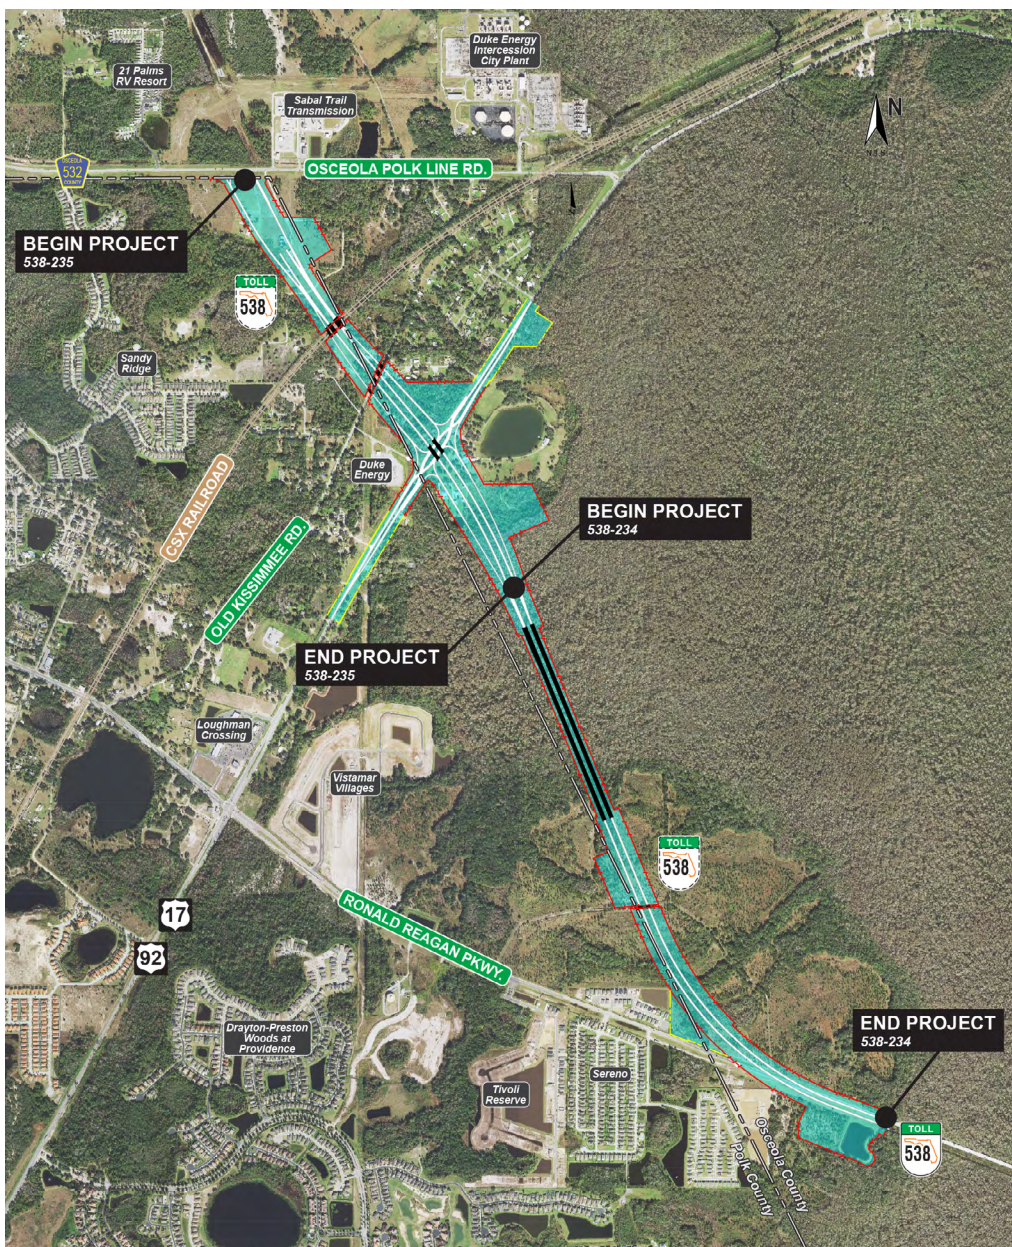 Duke Energy
Intercession
City Plant
21 Palms
RV Resort
Sabal Trail
Transmission
N
OSCEOLA
532
COUNTY
OSCEOLA POLK LINE RD.
BEGIN PROJECT
538-235
TOLL
538
Sandy
Ridge
Duke
Energy
CSX RAILROAD
BEGIN PROJECT
538-234
OLD KISSIMMEE RD.
END PROJECT
538-235
Loughman
Crossing
Vistamar
Villages
TOLL
538
RONALD REAGAN PKWY.
17
92
Drayton-Preston
Woods at
Providence
END PROJECT
538-234
Sereno
Tivoli
Reserve
TOLL
538
Osceola County
Polk County